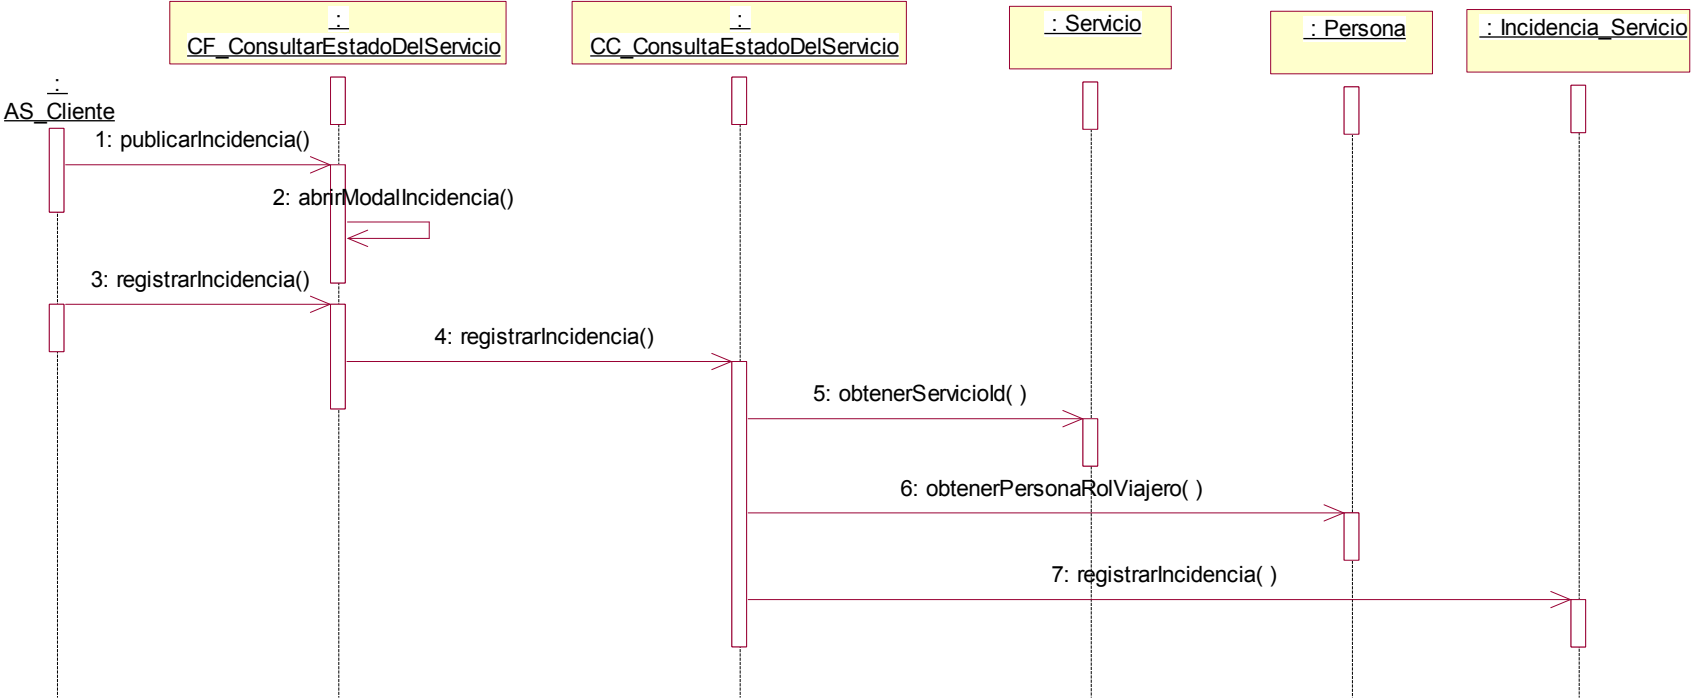 :
CF_ConsultarEstadoDelServicio
:
CC_ConsultaEstadoDelServicio
: Servicio
: Persona
: Incidencia_Servicio
:
AS_Cliente
1: publicarIncidencia()
2: abrirModalIncidencia()
3: registrarIncidencia()
4: registrarIncidencia()
5: obtenerServicioId( )
6: obtenerPersonaRolViajero( )
7: registrarIncidencia( )